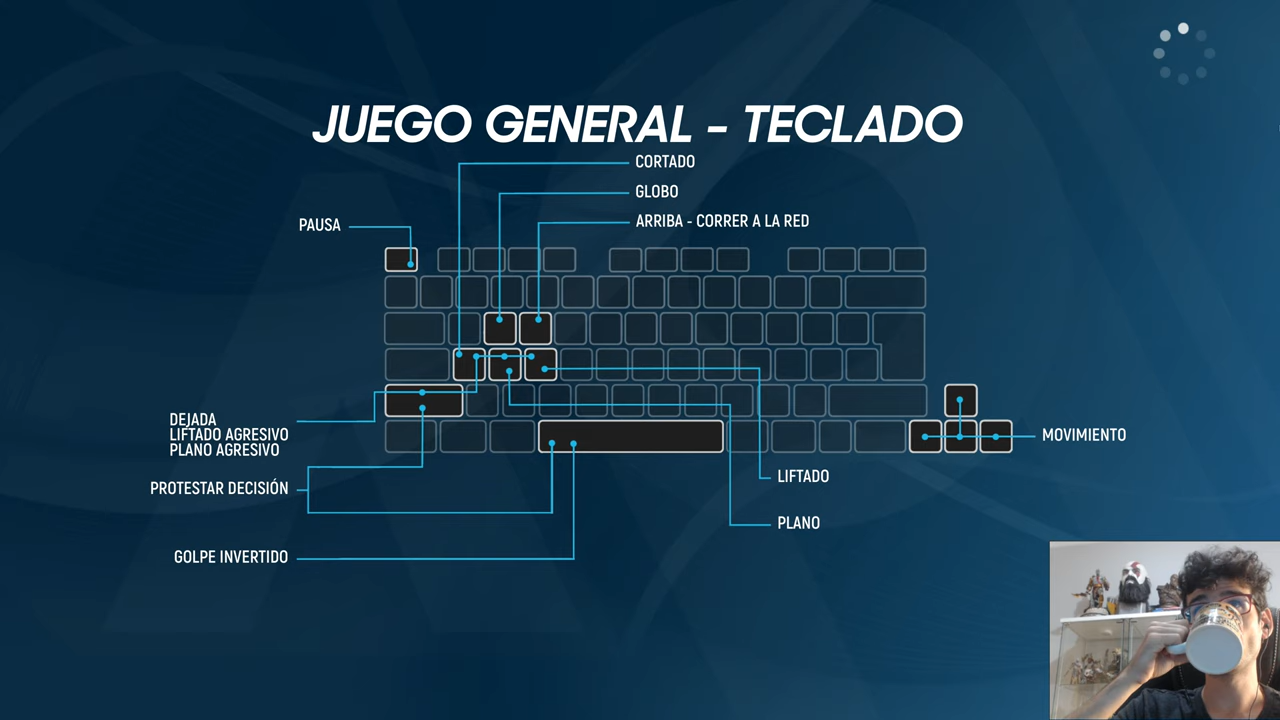 JUEGO GENERAL - TECLADO
CORTADO
GLOBO
ARRIBA - CORRER A LA RED
PAUSA
DEJADA
LIFTADO AGRESIVO
PLANO AGRESIVO
MOVIMIENTO
PROTESTAR DECISIÓN
LIFTADO
PLANO
GOLPE INVERTIDO